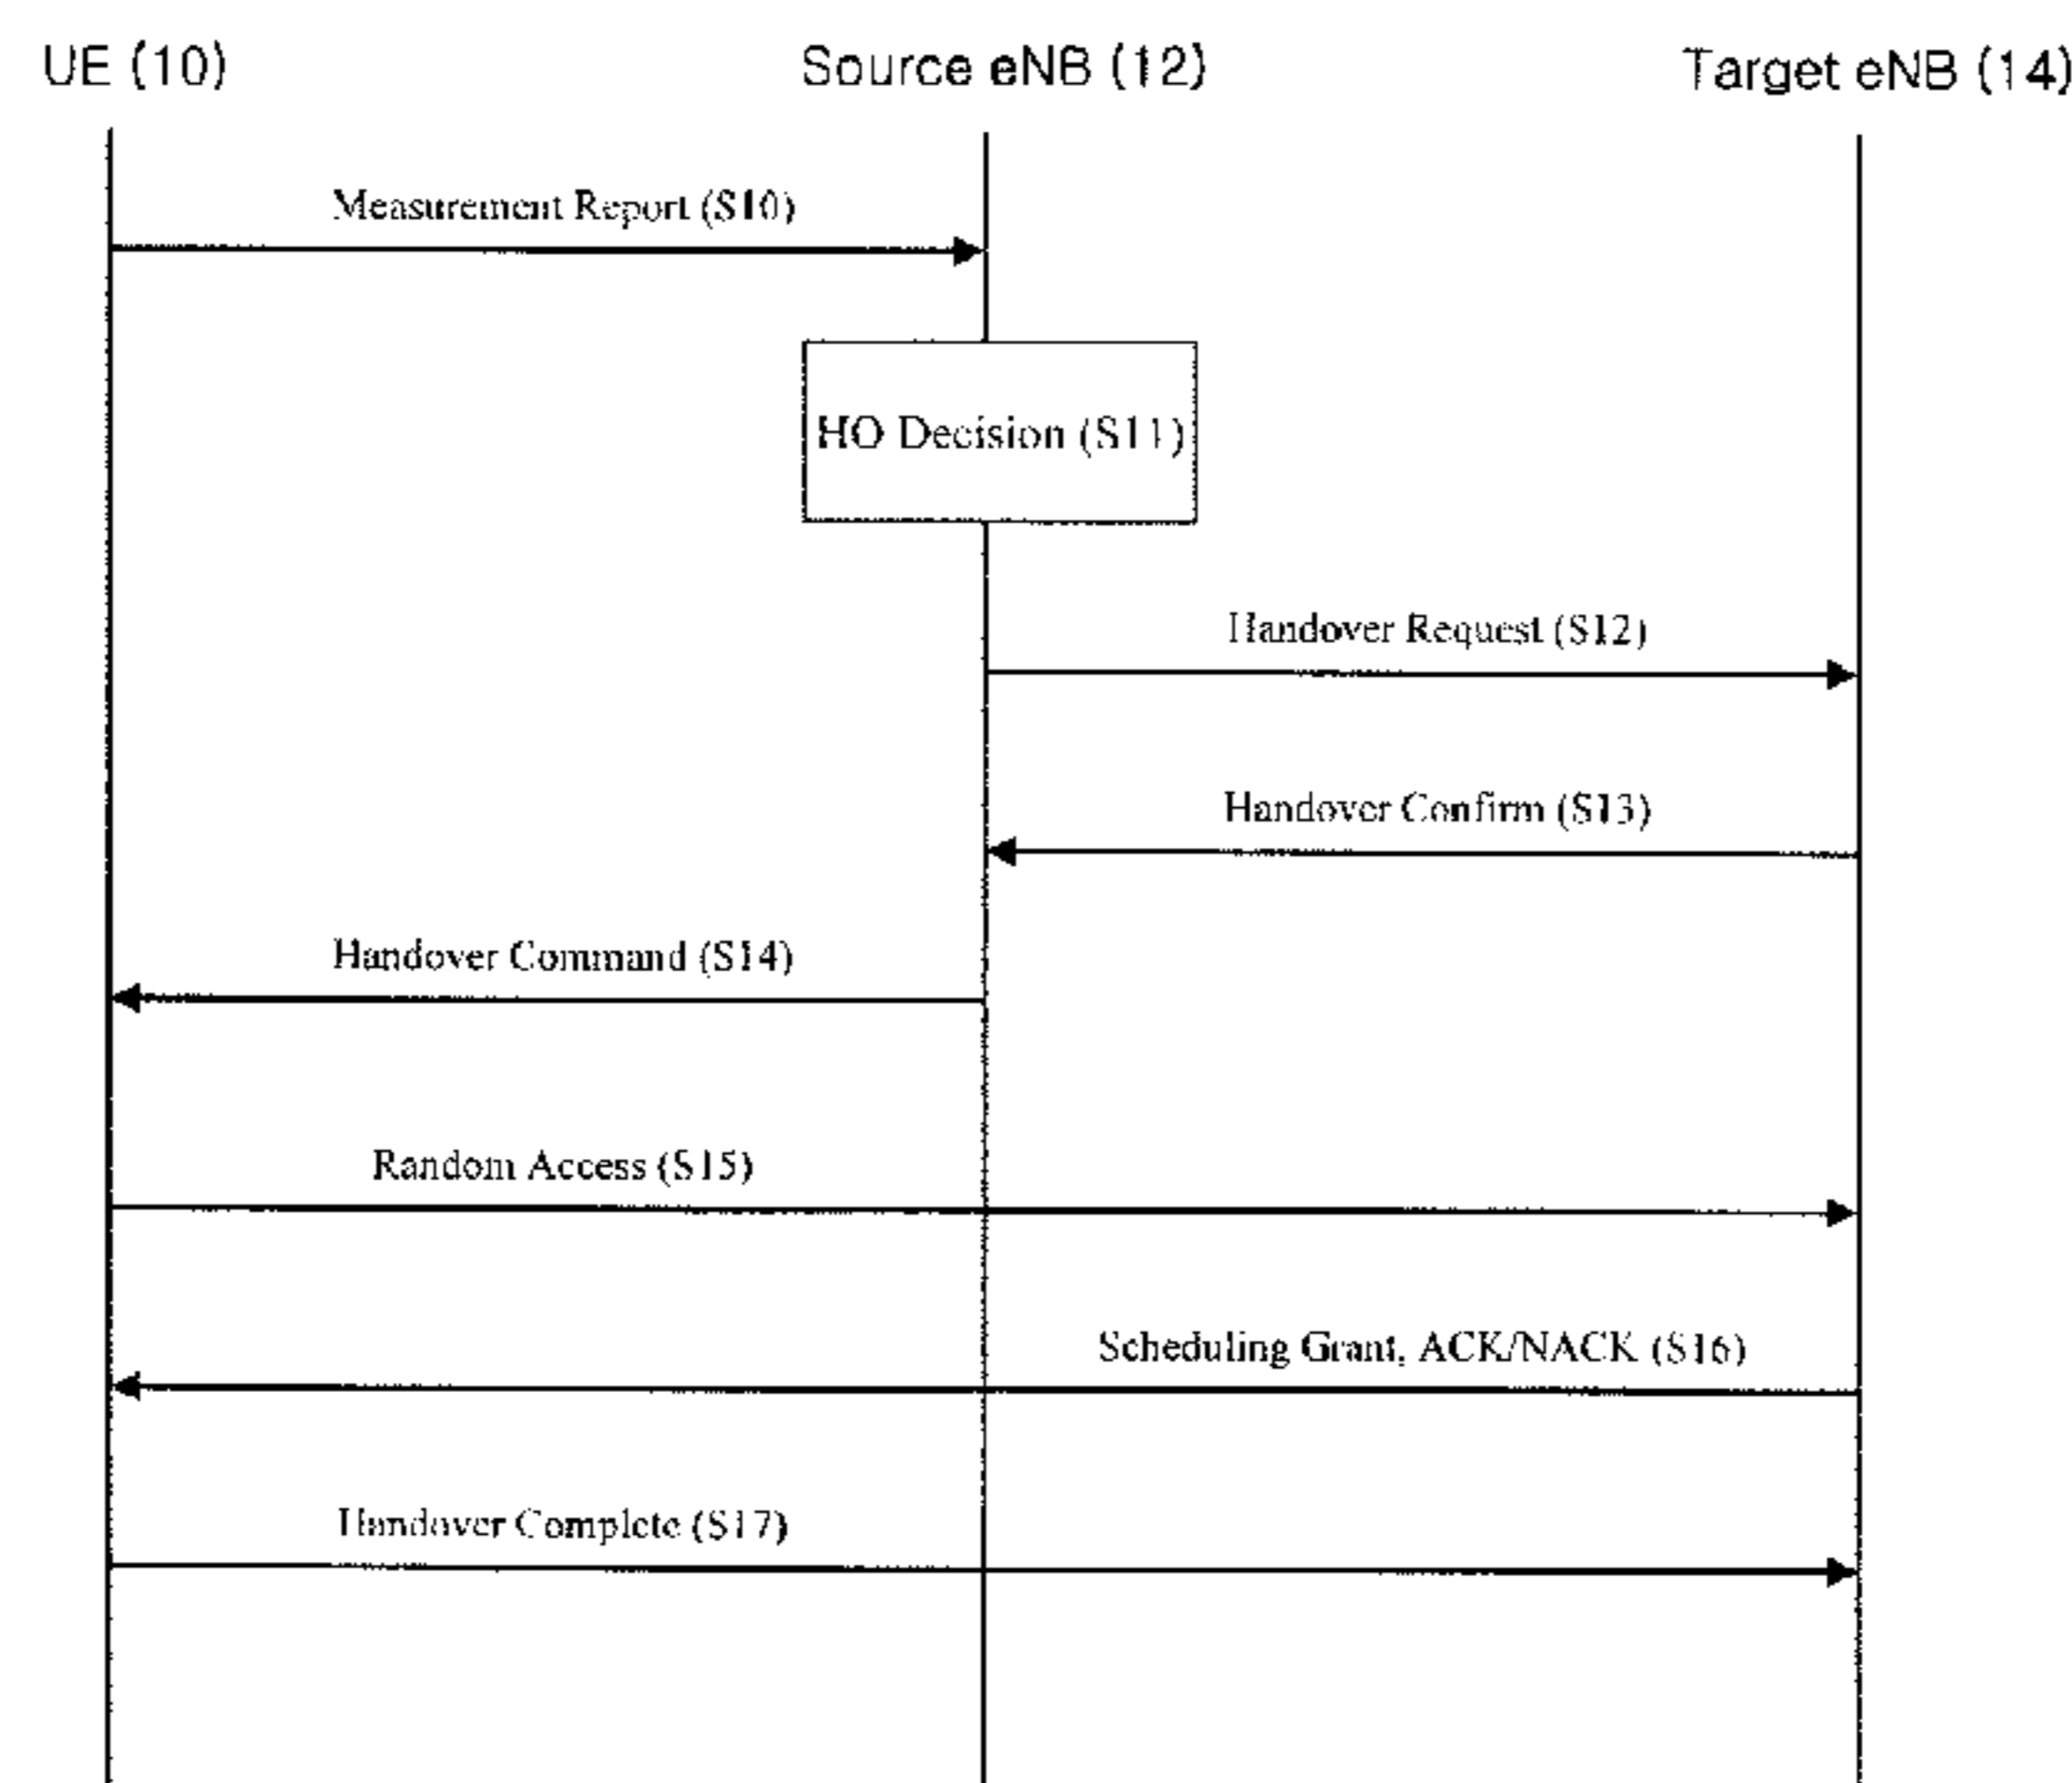 UE (10)
Source eNB (12)
Target eNB (14)
Measurement Report (S10)
HO Decision (S11)
Handover Request (S12)
Handover Confirm (S13)
Handover Command (S14)
Random Access (S15)
Scheduling Grant, ACK/NACK (S16)
Handover Complete (S17)